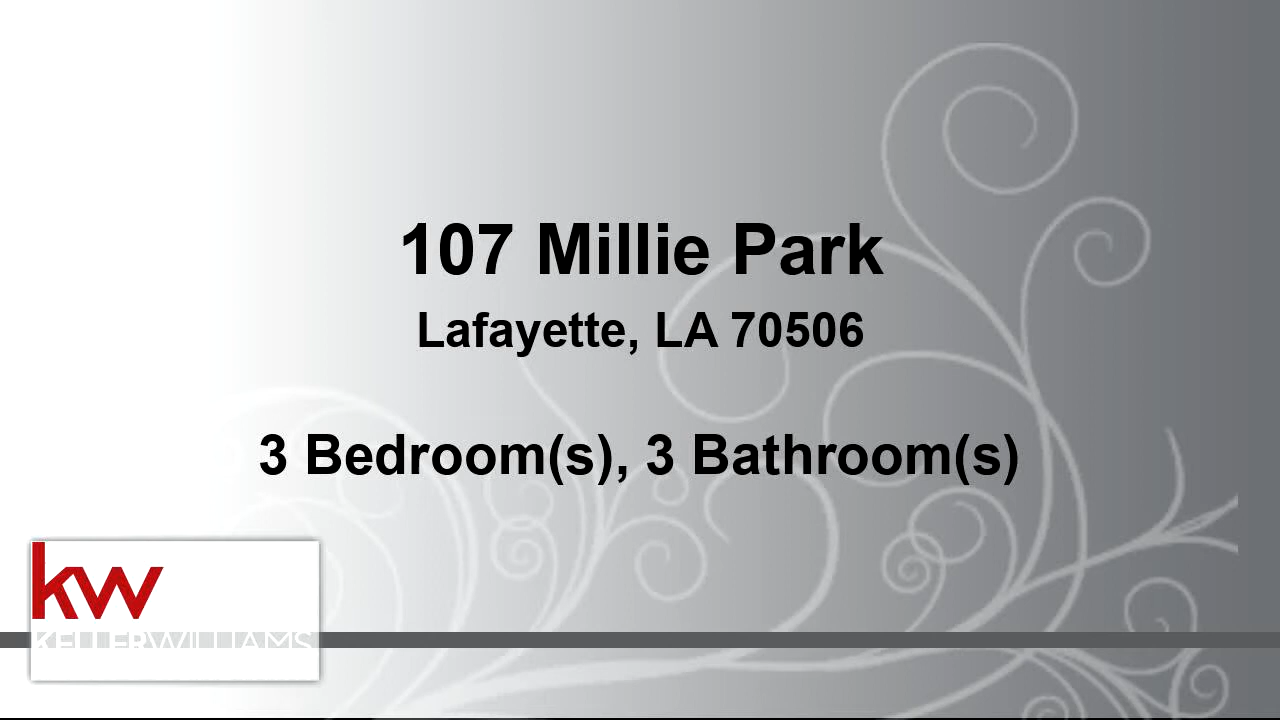 107 Millie Park
Lafayette, LA 70506
3 Bedroom(s), 3 Bathroom(s)
kw
KELLERWILLIAMS